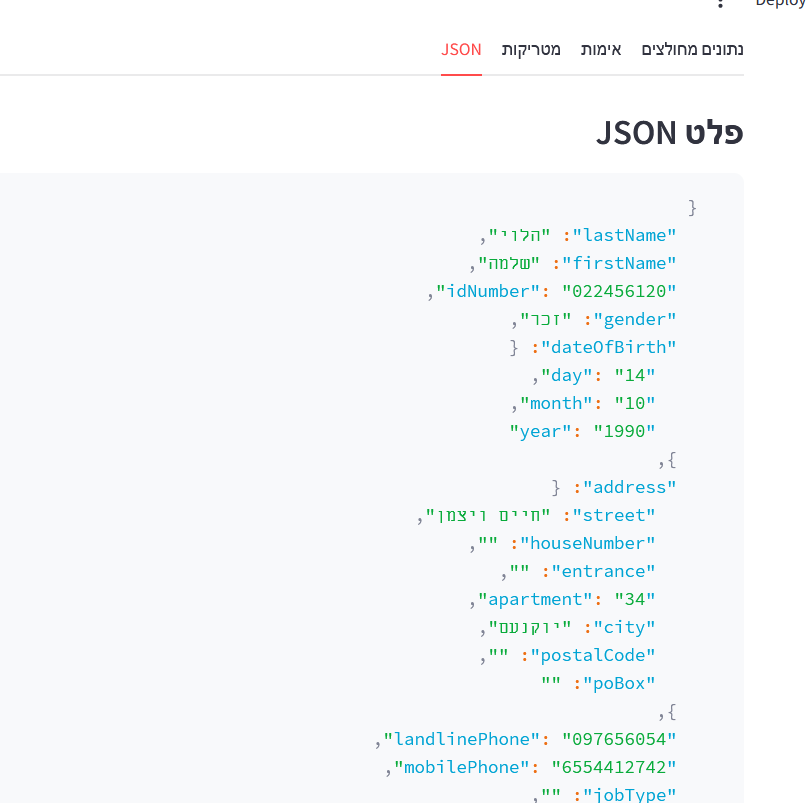 Deploy
נתונים מחולצים
אימות
מטריקות
JSON
פלט JSON
{
"lastName": "הלוי",
"firstName": "שלמה",
"idNumber": "022456120",
"gender": "זכר",
"dateOfBirth": {
"day": "14",
"month": "10",
"year": "1990"
},
"address": {
"street": "חיים ויצמן",
"houseNumber": "",
"entrance": "",
"apartment": "34",
"city": "יוקנעם",
"postalCode": "",
"poBox": ""
},
"landlinePhone": "097656054",
"mobilePhone": "6554412742",
"jobType": "",